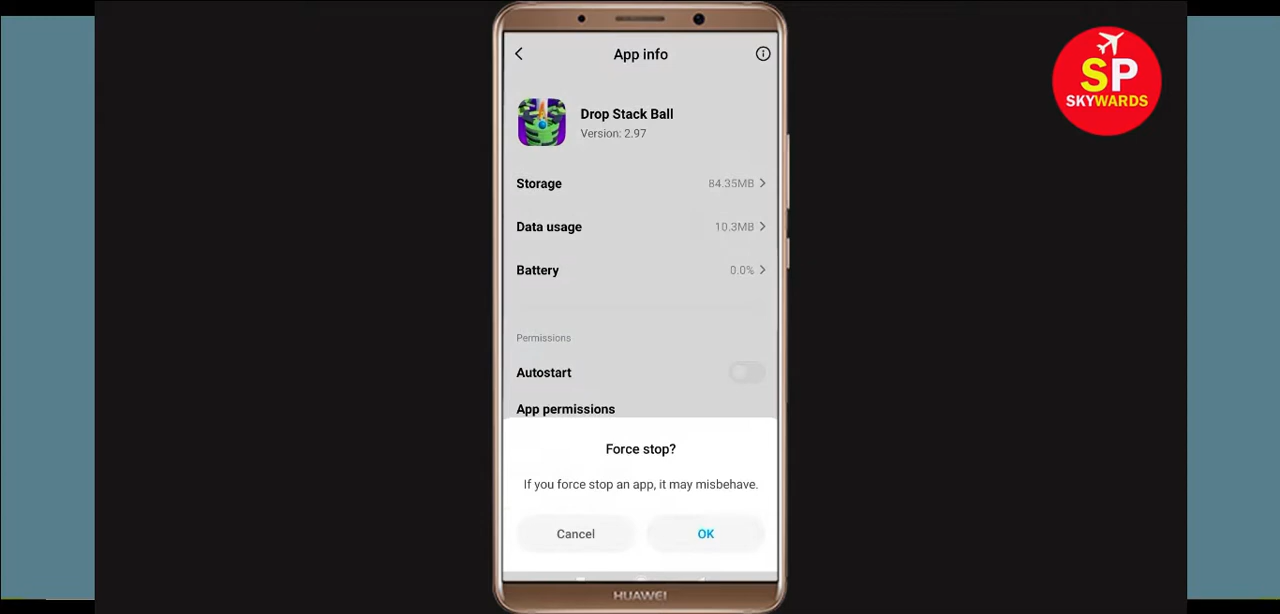 App info
Drop Stack Ball
Version: 2.97
Storage 84.35MB
Data usage 10.3MB
Battery 0.0%
Permissions
Autostart
App permissions
Force stop?
If you force stop an app, it may misbehave.
Cancel OK
HUAWEI
SP
SKYWARDS